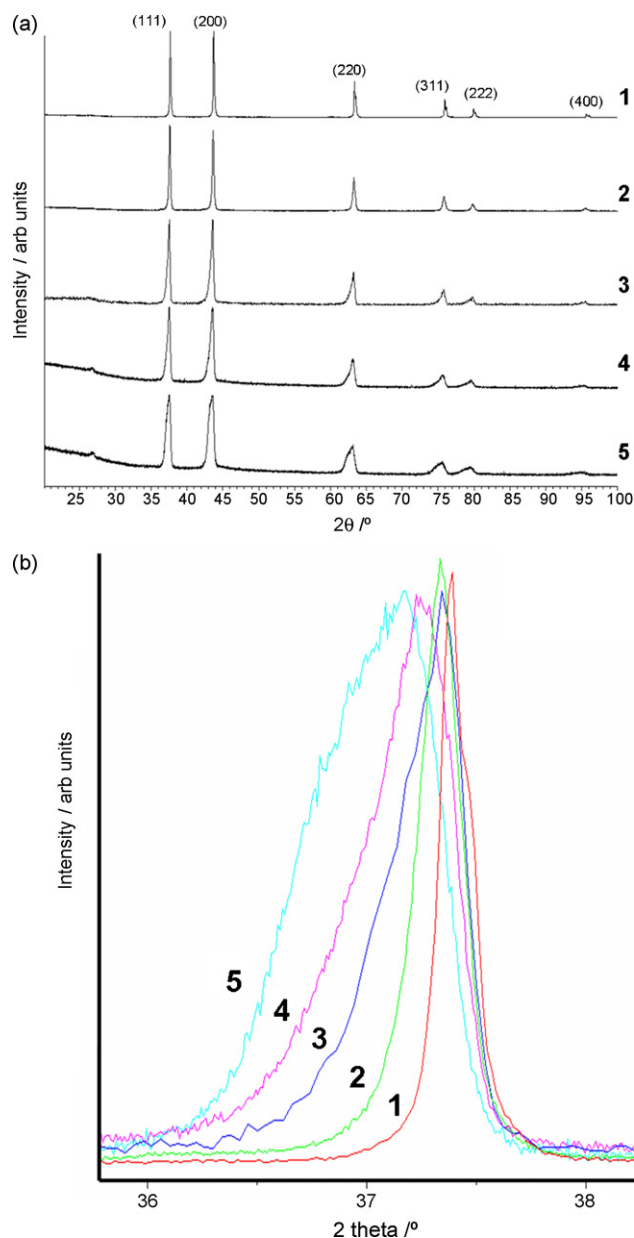 (a)
(111) (200) (220) (311) (222) (400)
1
2
3
4
5
Intensity / arb units
20 25 30 35 40 45 50 55 60 65 70 75 80 85 90 95 100
2θ /º
(b)
Intensity / arb units
5
4
3
2
1
36 37 38
2 theta /º